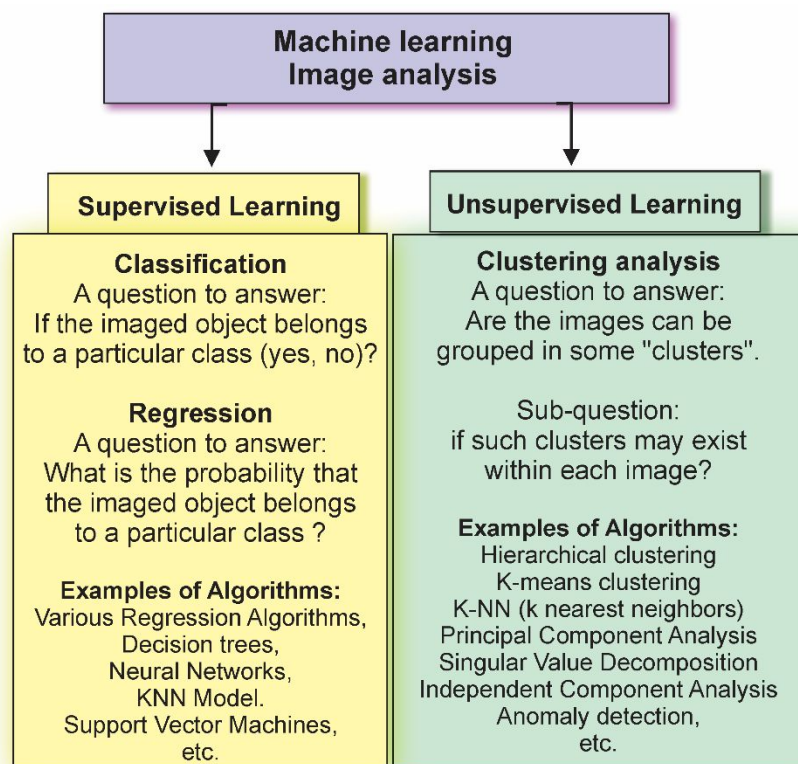 Machine learning
Image analysis
Supervised Learning
Classification
A question to answer:
If the imaged object belongs
to a particular class (yes, no)?
Regression
A question to answer:
What is the probability that
the imaged object belongs
to a particular class ?
Examples of Algorithms:
Various Regression Algorithms,
Decision trees,
Neural Networks,
KNN Model.
Support Vector Machines,
etc.
Unsupervised Learning
Clustering analysis
A question to answer:
Are the images can be
grouped in some "clusters".
Sub-question:
if such clusters may exist
within each image?
Examples of Algorithms:
Hierarchical clustering
K-means clustering
K-NN (k nearest neighbors)
Principal Component Analysis
Singular Value Decomposition
Independent Component Analysis
Anomaly detection,
etc.